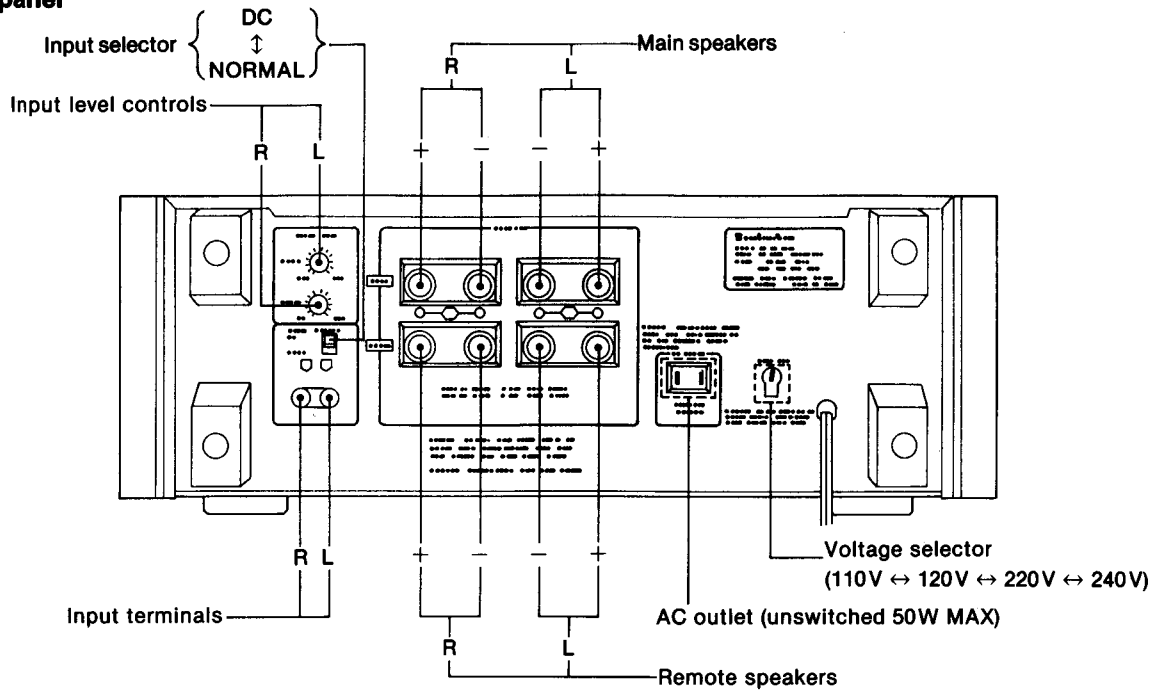 panel
Input selector { DC ↕ NORMAL }
Input level controls
R L
Main speakers
R L
+ − − +
R L
Input terminals
+ − − +
R L
Remote speakers
Voltage selector
(110V ↔ 120V ↔ 220V ↔ 240V)
AC outlet (unswitched 50W MAX)